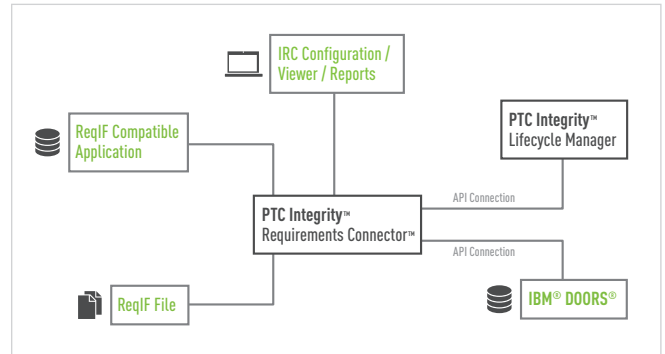 IRC Configuration /
Viewer / Reports
ReqIF Compatible
Application
PTC Integrity™
Lifecycle Manager
API Connection
PTC Integrity™
Requirements Connector™
API Connection
ReqIF File
IBM® DOORS®